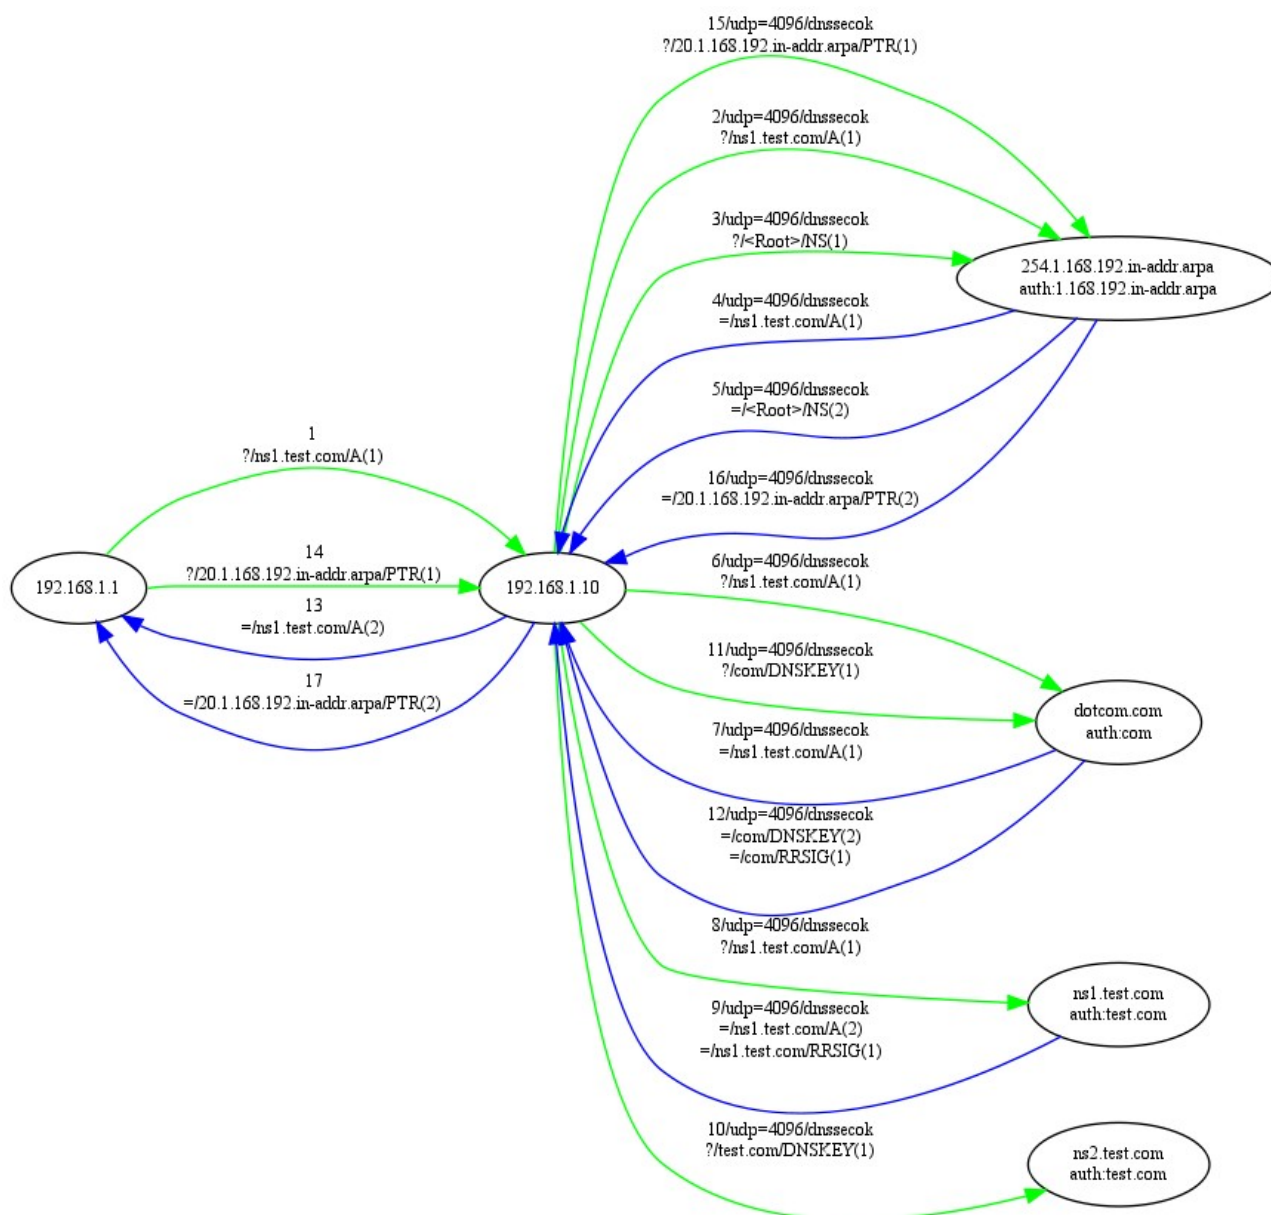 15/udp=4096/dnssecok
?/20.1.168.192.in-addr.arpa/PTR(1)
2/udp=4096/dnssecok
?/ns1.test.com/A(1)
3/udp=4096/dnssecok
?/<Root>/NS(1)
254.1.168.192.in-addr.arpa
auth:1.168.192.in-addr.arpa
4/udp=4096/dnssecok
=/ns1.test.com/A(1)
5/udp=4096/dnssecok
=/<Root>/NS(2)
1
?/ns1.test.com/A(1)
16/udp=4096/dnssecok
=/20.1.168.192.in-addr.arpa/PTR(2)
14
?/20.1.168.192.in-addr.arpa/PTR(1)
192.168.1.1
192.168.1.10
6/udp=4096/dnssecok
?/ns1.test.com/A(1)
13
=/ns1.test.com/A(2)
11/udp=4096/dnssecok
?/com/DNSKEY(1)
17
=/20.1.168.192.in-addr.arpa/PTR(2)
dotcom.com
auth:com
7/udp=4096/dnssecok
=/ns1.test.com/A(1)
12/udp=4096/dnssecok
=/com/DNSKEY(2)
=/com/RRSIG(1)
8/udp=4096/dnssecok
?/ns1.test.com/A(1)
ns1.test.com
auth:test.com
9/udp=4096/dnssecok
=/ns1.test.com/A(2)
=/ns1.test.com/RRSIG(1)
10/udp=4096/dnssecok
?/test.com/DNSKEY(1)
ns2.test.com
auth:test.com